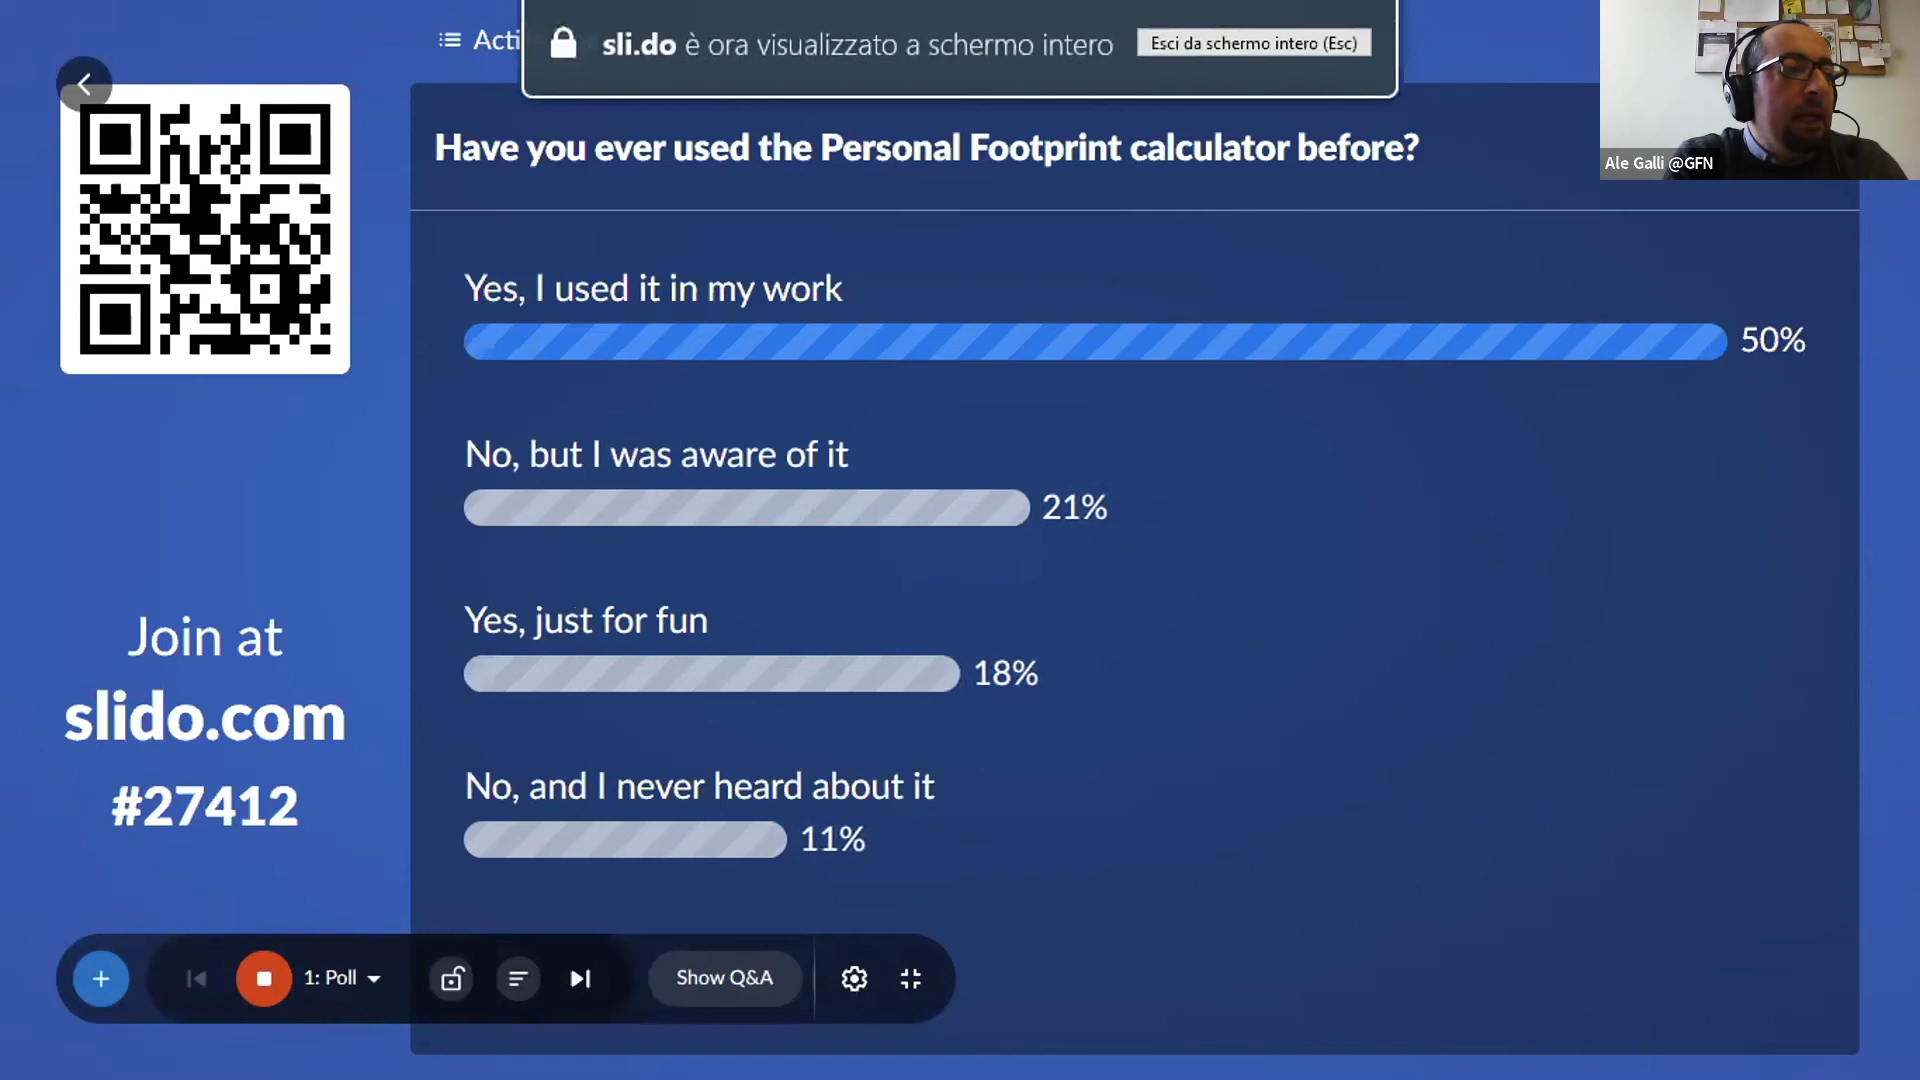 Acti
sli.do è ora visualizzato a schermo intero
Esci da schermo intero (Esc)
Have you ever used the Personal Footprint calculator before?
Ale Galli @GFN
Yes, I used it in my work
50%
No, but I was aware of it
21%
Yes, just for fun
18%
No, and I never heard about it
11%
Join at
slido.com
#27412
1: Poll
Show Q&A